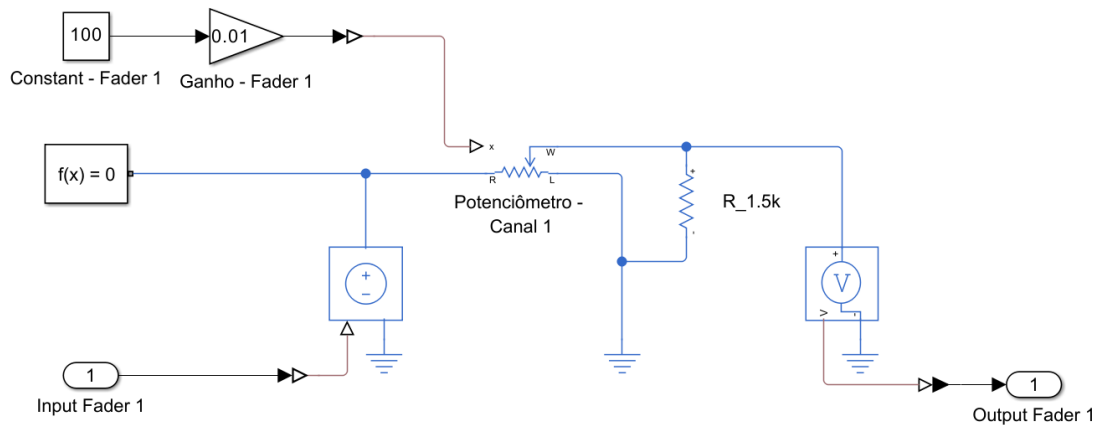 100
0.01
Constant - Fader 1
Ganho - Fader 1
x
W
f(x) = 0
R
L
Potenciômetro -
Canal 1
+
R_1.5k
-
+
−
+
V
V
-
1
Input Fader 1
1
Output Fader 1